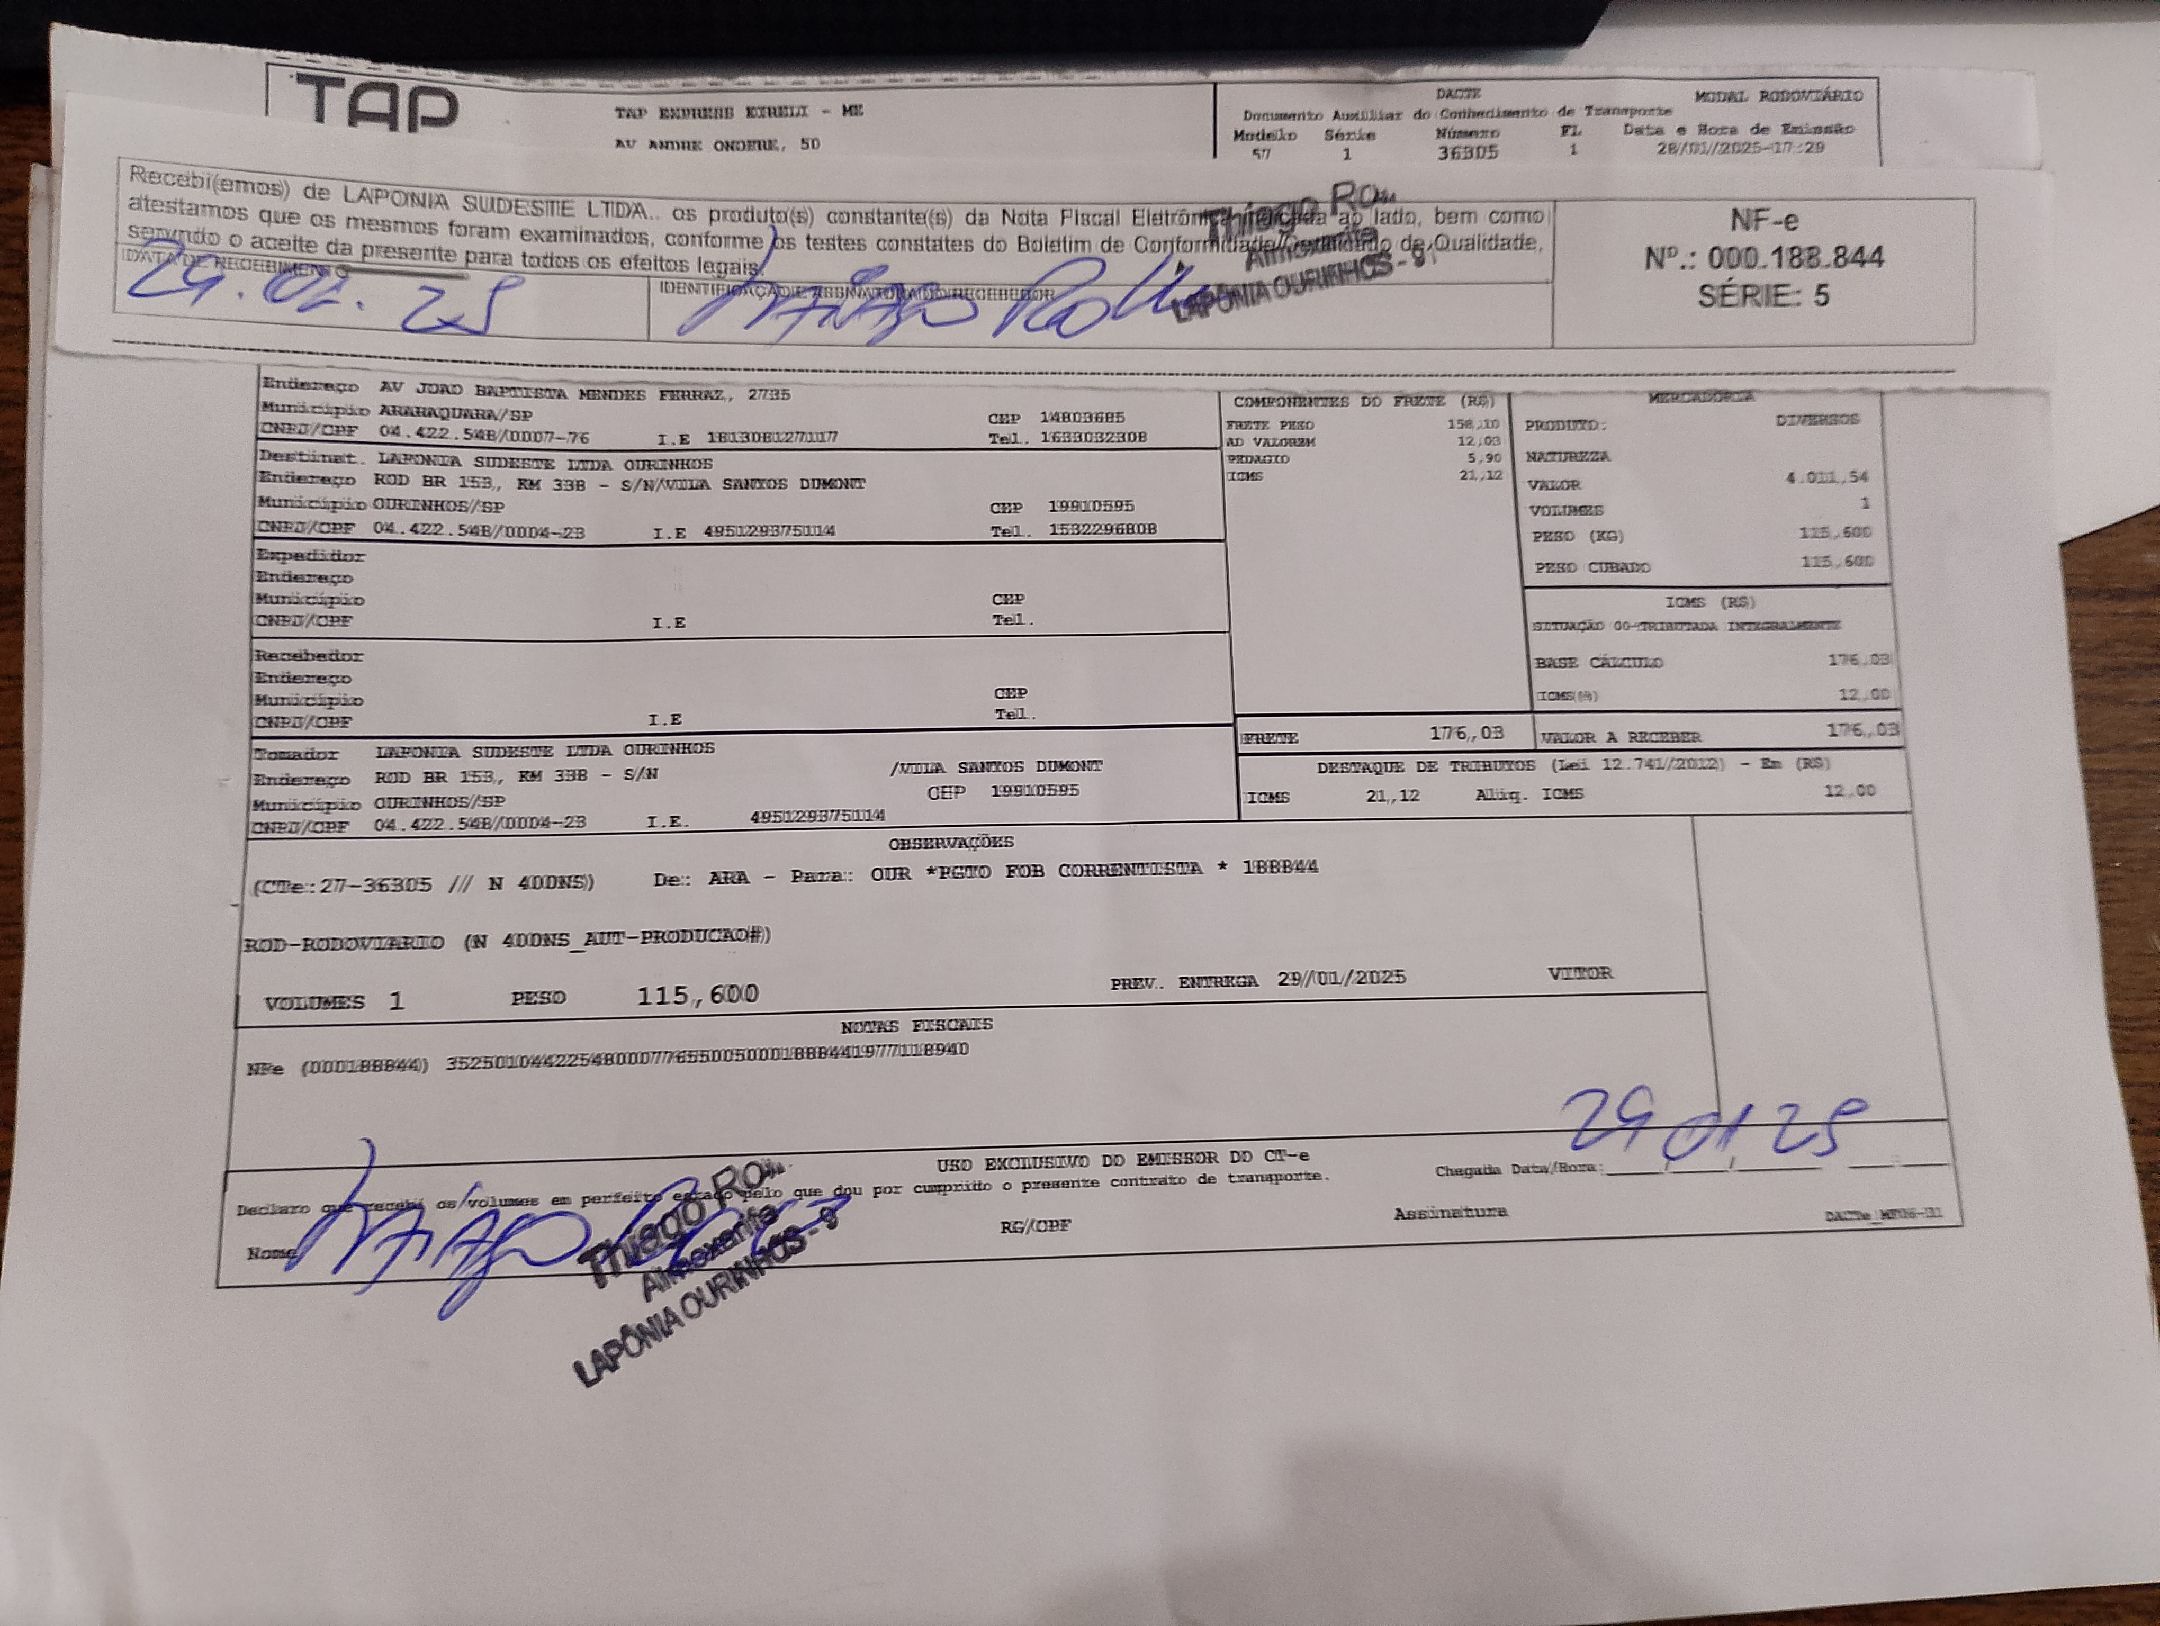 TAP
TAP EXPRESS EIRELI - ME
AV ANDRE ONOFRE, 50
DACTE
MODAL RODOVIÁRIO
Documento Auxiliar do Conhecimento de Transporte
Modelo Série Número FL Data e Hora de Emissão
57 1 36305 1 28/01/2025-17:29
Recebi(emos) de LAPONIA SUDESTE LTDA., os produto(s) constante(s) da Nota Fiscal Eletrônica indicada ao lado, bem como
atestamos que os mesmos foram examinados, conforme os testes constates do Boletim de Conformidade/Certificado de Qualidade,
servindo o aceite da presente para todos os efeitos legais.
DATA DE RECEBIMENTO
29.01.25
IDENTIFICAÇÃO E ASSINATURA DO RECEBEDOR
Thiago
Almoxarife
LAPÔNIA OURINHOS - 9
NF-e
Nº.: 000.188.844
SÉRIE: 5
Endereço AV JOAO BAPTISTA MENDES FERRAZ, 2735
Município ARARAQUARA/SP CEP 14803685
CNPJ/CPF 04.422.548/0007-76 I.E 181308127117 Tel. 1633032308
Destinat. LAPONIA SUDESTE LTDA OURINHOS
Endereço ROD BR 153, KM 338 - S/N/VILA SANTOS DUMONT
Município OURINHOS/SP CEP 19910595
CNPJ/CPF 04.422.548/0004-23 I.E 495129375114 Tel. 1532296808
Expedidor
Endereço
Município CEP
CNPJ/CPF I.E Tel.
Recebedor
Endereço
Município CEP
CNPJ/CPF I.E Tel.
Tomador LAPONIA SUDESTE LTDA OURINHOS
Endereço ROD BR 153, KM 338 - S/N /VILA SANTOS DUMONT
Município OURINHOS/SP CEP 19910595
CNPJ/CPF 04.422.548/0004-23 I.E. 495129375114
COMPONENTES DO FRETE (R$)
FRETE PESO 158,10
AD VALOREM 12,03
PEDAGIO 5,90
ICMS 21,12
MERCADORIA
PRODUTO: DIVERSOS
NATUREZA
VALOR 4.011,54
VOLUMES 1
PESO (KG) 115,600
PESO CUBADO 115,600
ICMS (R$)
SITUAÇÃO 00-TRIBUTADA INTEGRALMENTE
BASE CÁLCULO 176,03
ICMS(%) 12,00
FRETE 176,03 VALOR A RECEBER 176,03
DESTAQUE DE TRIBUTOS (Lei 12.741/2012) - Em (R$)
ICMS 21,12 Alíq. ICMS 12,00
OBSERVAÇÕES
(CTe:27-36305 /// N 400NS) De: ARA - Para: OUR *PGTO FOB CORRENTISTA * 188844
ROD-RODOVIARIO (N 400NS_AUT-PRODUCAO#)
VOLUMES 1 PESO 115,600 PREV. ENTREGA 29/01/2025 VITOR
NOTAS FISCAIS
NFe (000188844) 35250104422548000776550050001888441977118940
29 01 25
USO EXCLUSIVO DO EMISSOR DO CT-e
Chegada Data/Hora:
Declaro que recebi os volumes em perfeito estado pelo que dou por cumprido o presente contrato de transporte.
Nome RG/CPF Assinatura
Thiago
Almoxarife
LAPÔNIA OURINHOS - 9